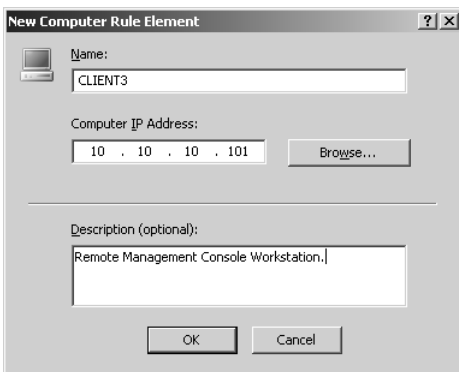 New Computer Rule Element
Name:
CLIENT3
Computer IP Address:
10 . 10 . 10 . 101
Browse...
Description (optional):
Remote Management Console Workstation.
OK
Cancel